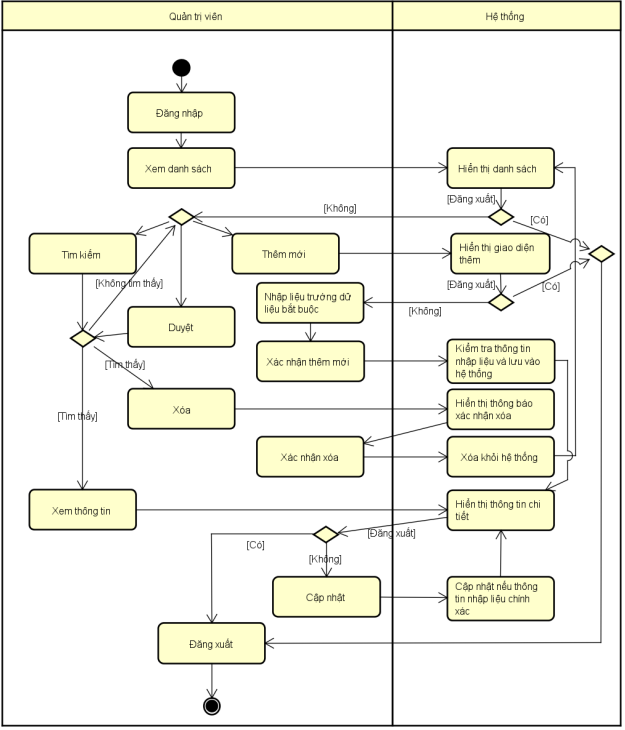 Quản trị viên
Hệ thống
Đăng nhập
Xem danh sách
Hiển thị danh sách
[Đăng xuất]
[Không]
[Có]
Tìm kiếm
Thêm mới
Hiển thị giao diện
thêm
[Không tìm thấy]
[Đăng xuất]
[Có]
Nhập liệu trường dữ
liệu bắt buộc
[Không]
Duyệt
Xác nhận thêm mới
Kiểm tra thông tin
nhập liệu và lưu vào
hệ thống
[Tìm thấy]
Xóa
Hiển thị thông báo
xác nhận xóa
[Tìm thấy]
Xác nhận xóa
Xóa khỏi hệ thống
Xem thông tin
Hiển thị thông tin chi
tiết
[Đăng xuất]
[Có]
[Không]
Cập nhật
Cập nhật nếu thông
tin nhập liệu chính
xác
Đăng xuất